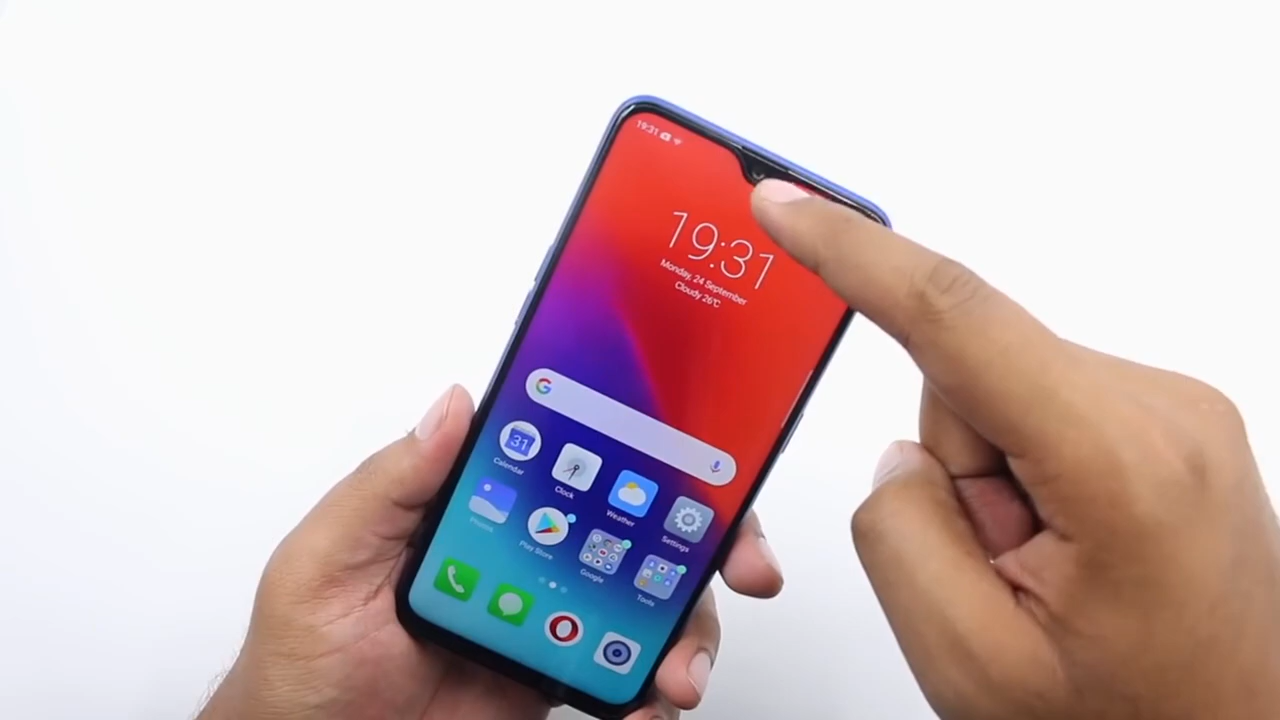 19:31
19:31
Monday, 24 September
Cloudy 26℃
G
31
Calendar
Clock
Weather
Settings
Photos
Play Store
Google
Tools